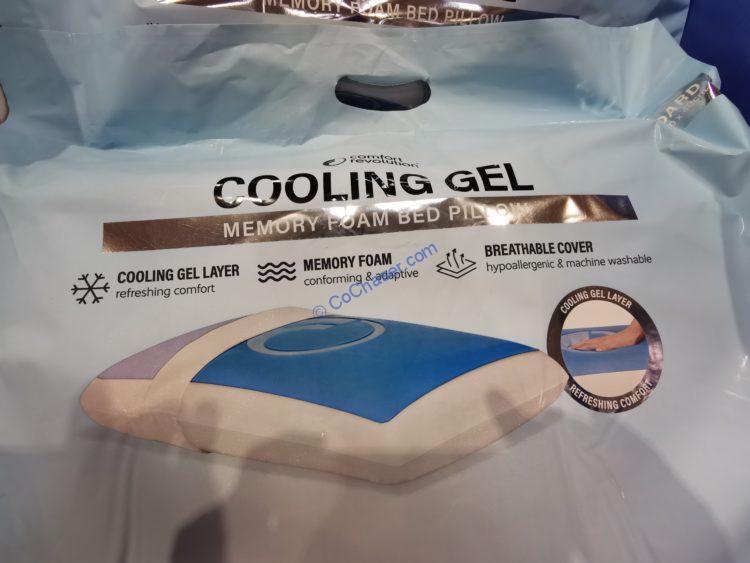 MEMORY FOAM BED PILLOW
comfort
revolution
COOLING GEL
MEMORY FOAM BED PILLOW
COOLING GEL LAYER
refreshing comfort
MEMORY FOAM
conforming & adaptive
BREATHABLE COVER
hypoallergenic & machine washable
© CoChaser.com
COOLING GEL LAYER
REFRESHING COMFORT